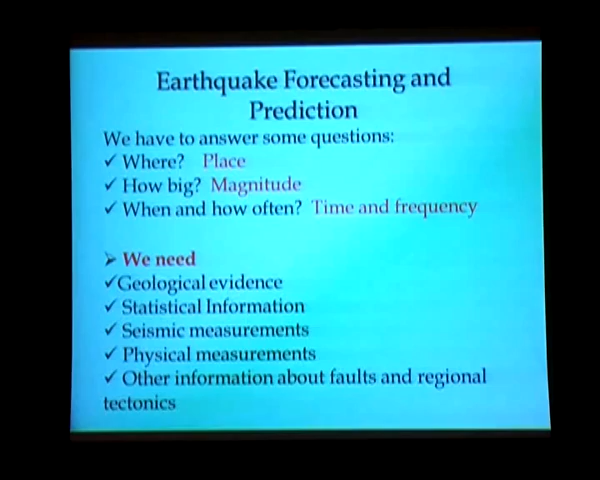 Earthquake Forecasting and
Prediction
We have to answer some questions:
✓ Where? Place
✓ How big? Magnitude
✓ When and how often? Time and frequency
➢ We need
✓Geological evidence
✓ Statistical Information
✓ Seismic measurements
✓ Physical measurements
✓ Other information about faults and regional
tectonics